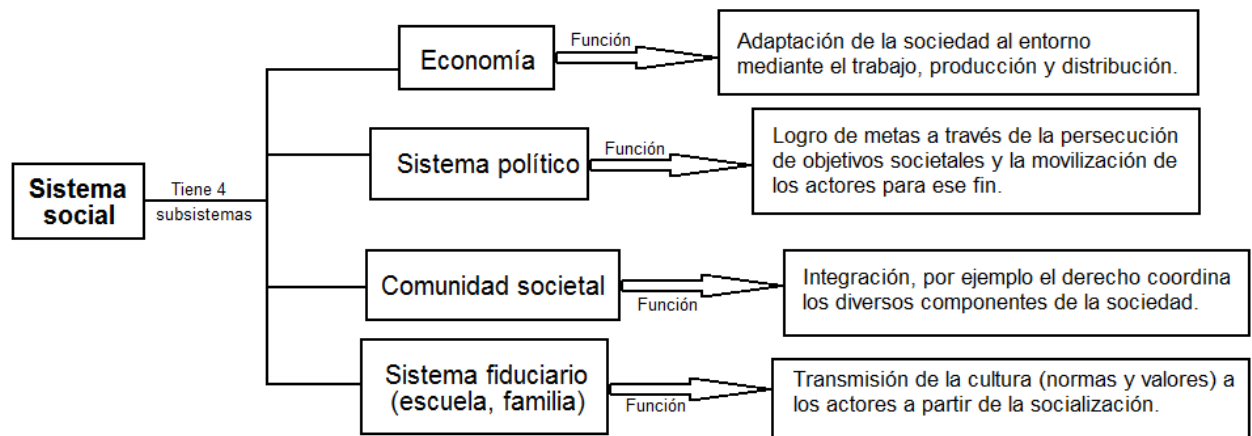 Sistema
social
Tiene 4
subsistemas
Economía
Función
Adaptación de la sociedad al entorno
mediante el trabajo, producción y distribución.
Sistema político
Función
Logro de metas a través de la persecución
de objetivos societales y la movilización de
los actores para ese fin.
Comunidad societal
Función
Integración, por ejemplo el derecho coordina
los diversos componentes de la sociedad.
Sistema fiduciario
(escuela, familia)
Función
Transmisión de la cultura (normas y valores) a
los actores a partir de la socialización.